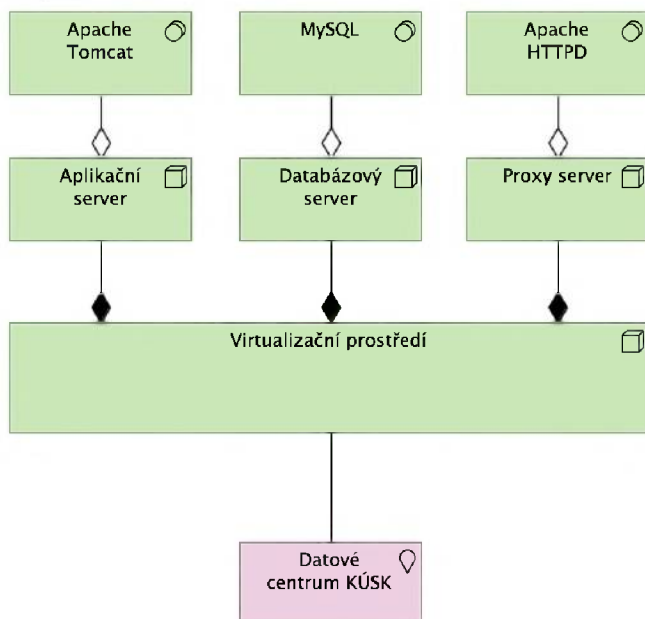 Apache
Tomcat
MySQL
Apache
HTTPD
Aplikační
server
Databázový
server
Proxy server
Virtualizační prostředí
Datové
centrum KÚSK